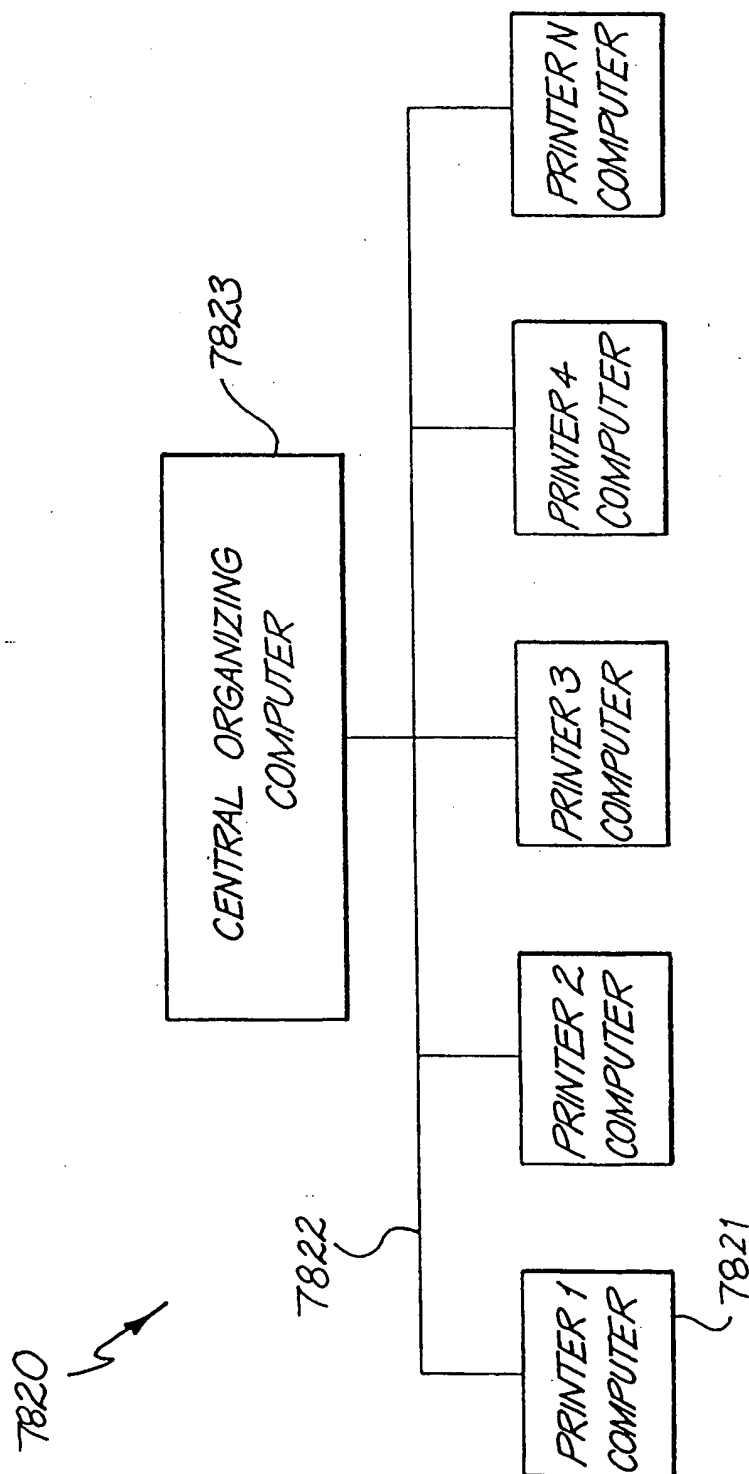 7820
CENTRAL ORGANIZING
COMPUTER
7823
7822
PRINTER 1
COMPUTER
PRINTER 2
COMPUTER
PRINTER 3
COMPUTER
PRINTER 4
COMPUTER
PRINTER N
COMPUTER
7821